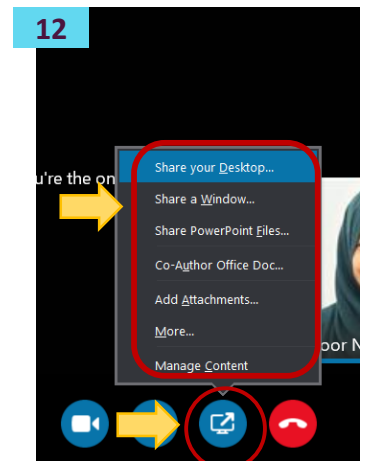 12
u're the on
Share your Desktop...
Share a Window...
Share PowerPoint Files...
Co-Author Office Doc...
Add Attachments...
More...
Manage Content
oor N